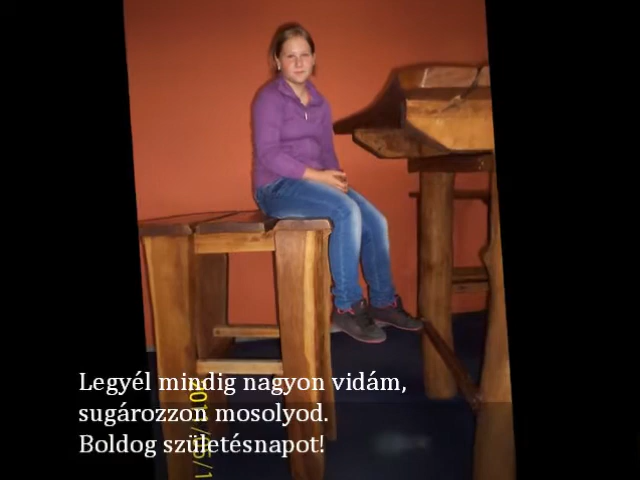 Legyél mindig nagyon vidám,
sugározzon mosolyod.
Boldog születésnapot!